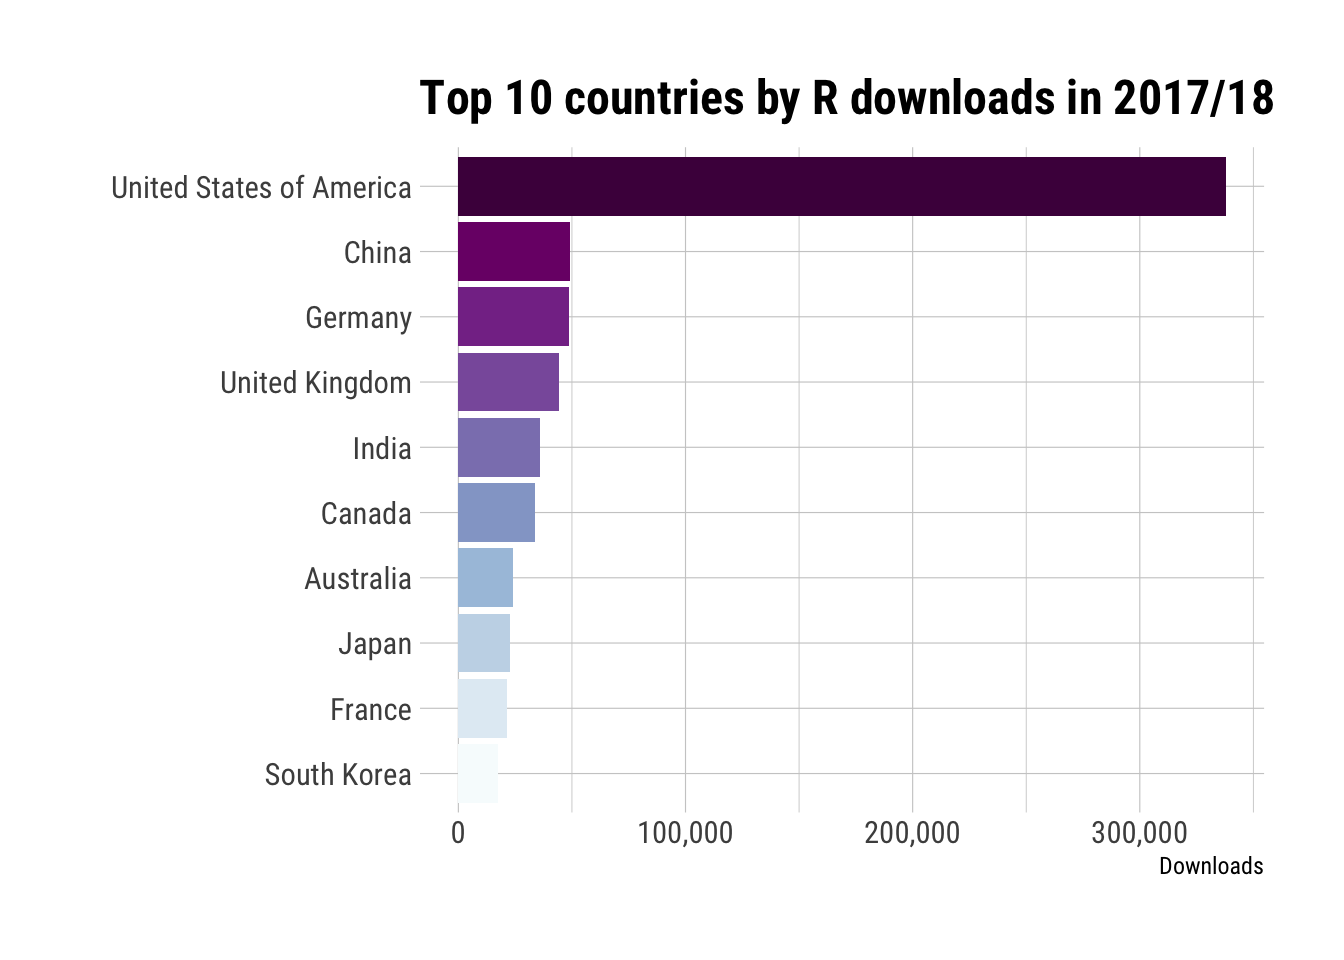 Top 10 countries by R downloads in 2017/18
United States of America
China
Germany
United Kingdom
India
Canada
Australia
Japan
France
South Korea
0 100,000 200,000 300,000
Downloads